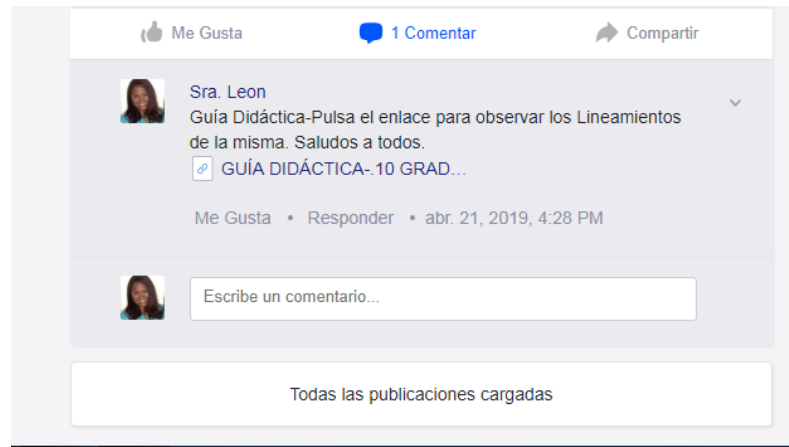 Me Gusta 1 Comentar Compartir
Sra. Leon
Guía Didáctica-Pulsa el enlace para observar los Lineamientos
de la misma. Saludos a todos.
GUÍA DIDÁCTICA-.10 GRAD...
Me Gusta • Responder • abr. 21, 2019, 4:28 PM
Escribe un comentario...
Todas las publicaciones cargadas